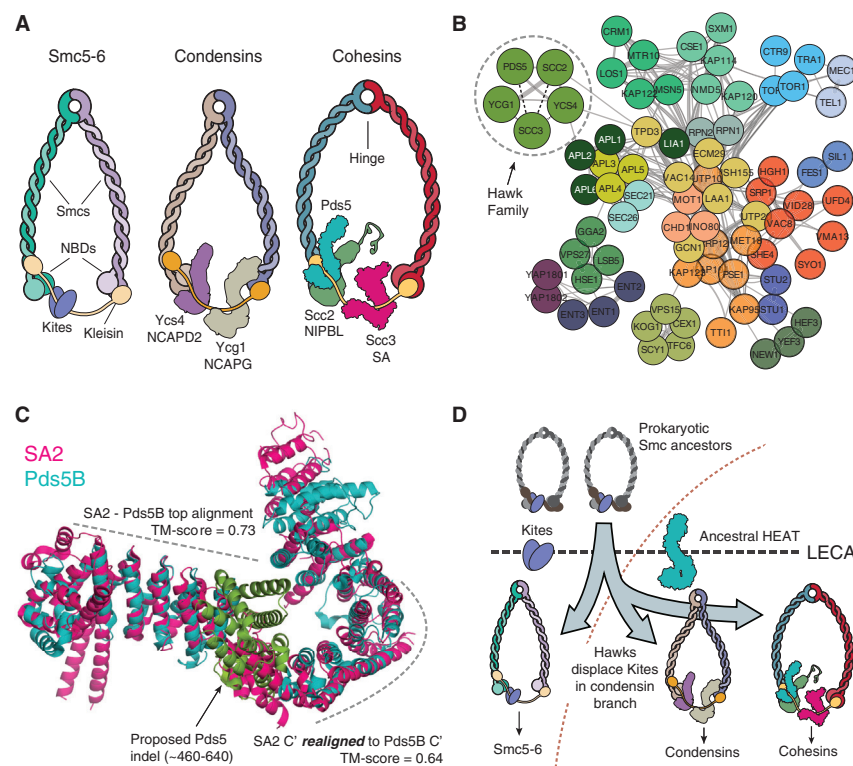 A
Smc5-6
Condensins
Cohesins
Hinge
Smcs
NBDs
Kites
Kleisin
Ycs4
NCAPD2
Ycg1
NCAPG
Pds5
Scc2
NIPBL
Scc3
SA
B
PDS5
SCC2
YCG1
YCS4
SCC3
Hawk
Family
CRM1
SXM1
MTR10
CSE1
KAP114
LOS1
KAP122
MSN5
NMD5
KAP120
CTR9
TRA1
TOR1
MEC1
TEL1
TPD3
LIA1
RPN2
RPN1
APL1
APL2
APL3
APL5
APL6
APL4
ECM29
VAC14
UTP10
SEC21
SEC26
MOT1
LAA1
HGH1
SRP1
FES1
SIL1
VID28
UFD4
UTP20
VAC8
VMA13
SYO1
SHE4
CHD1
INO80
RRP12
MET18
GCN1
KAP123
PSE1
KAP95
TTI1
STU2
STU1
HEF3
YEF3
NEW1
GGA2
VPS27
LSB5
HSE1
YAP1801
YAP1802
ENT2
ENT3
ENT1
VPS15
KOG1
CEX1
SCY1
TFC6
C
SA2
Pds5B
SA2 - Pds5B top alignment
TM-score = 0.73
Proposed Pds5
indel (~460-640)
SA2 C' realigned to Pds5B C'
TM-score = 0.64
D
Prokaryotic
Smc ancestors
Kites
Ancestral HEAT
LECA
Hawks
displace Kites
in condensin
branch
Smc5-6
Condensins
Cohesins